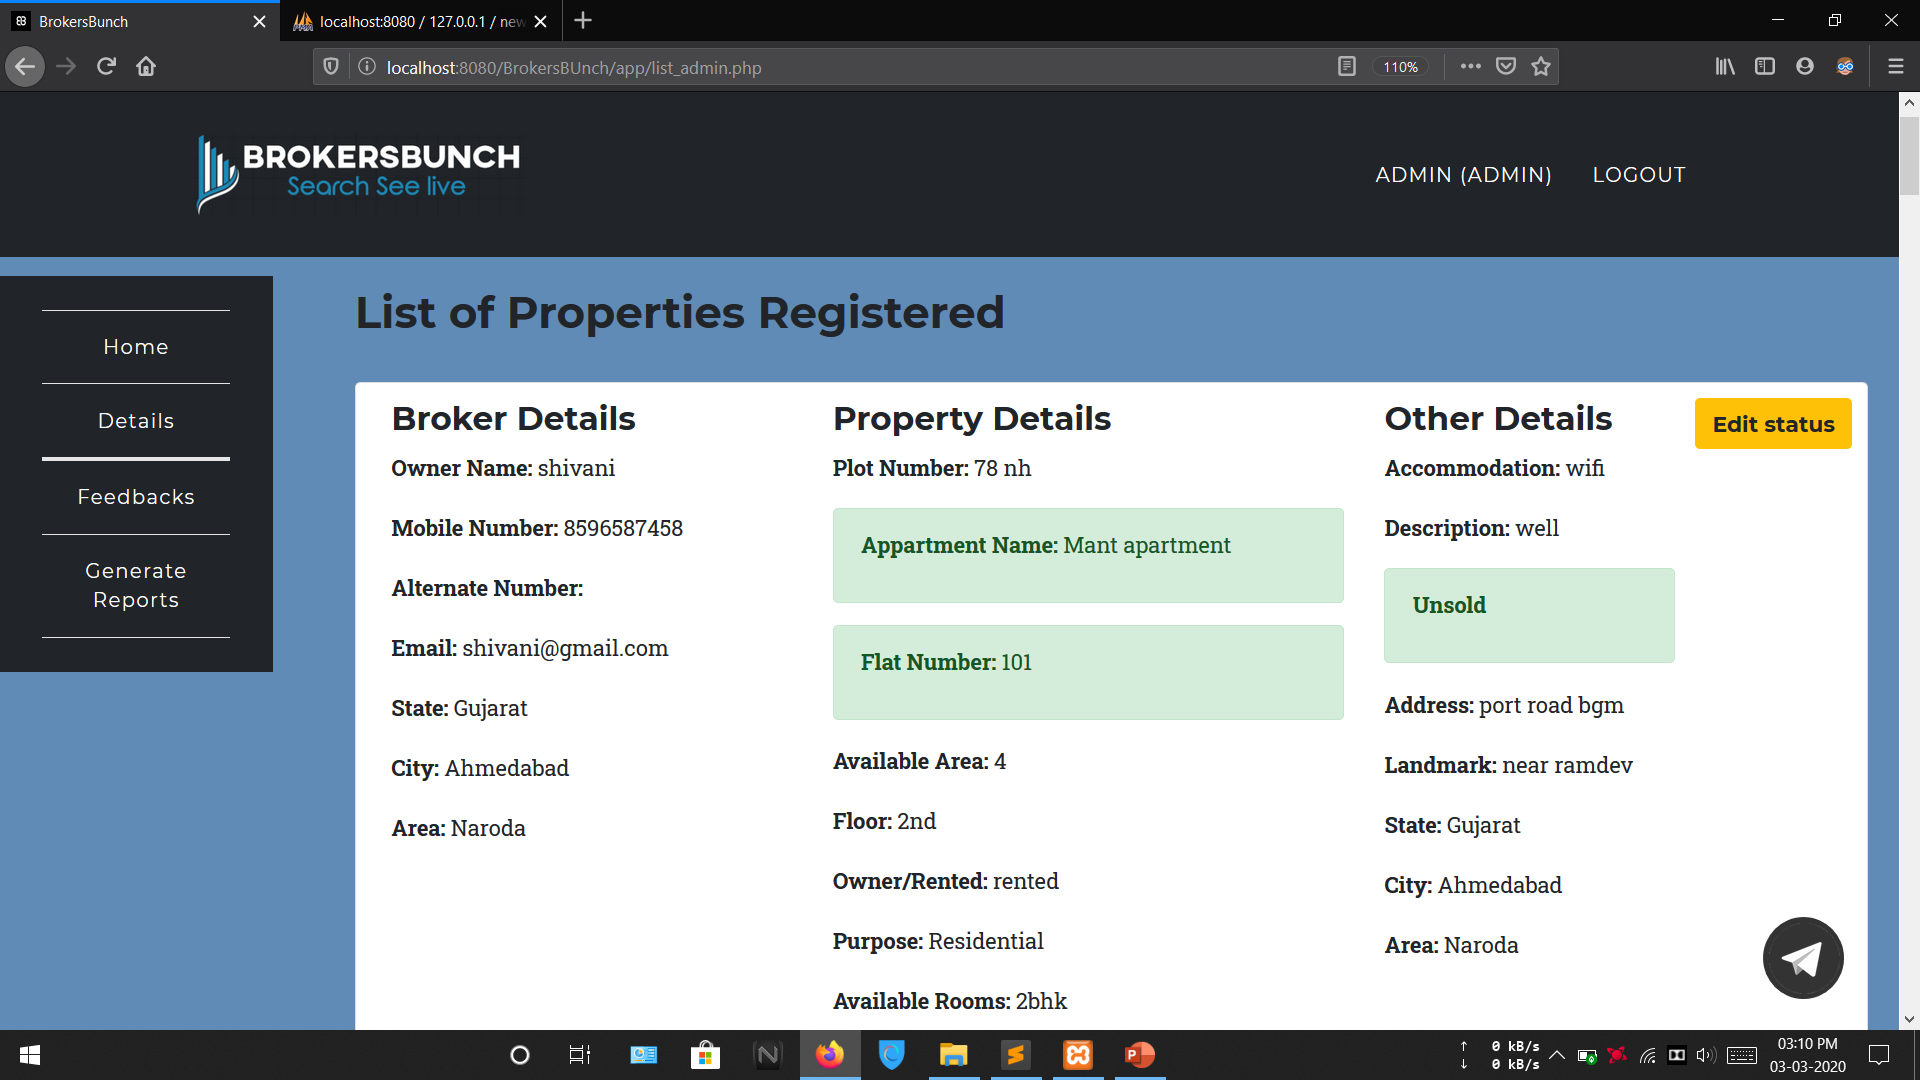 BrokersBunch
localhost:8080 / 127.0.0.1 / new
localhost:8080/BrokersBUnch/app/list_admin.php
110%
BROKERSBUNCH
Search See live
ADMIN (ADMIN)
LOGOUT
Home
Details
Feedbacks
Generate
Reports
List of Properties Registered
Broker Details
Owner Name: shivani
Mobile Number: 8596587458
Alternate Number:
Email: shivani@gmail.com
State: Gujarat
City: Ahmedabad
Area: Naroda
Property Details
Plot Number: 78 nh
Appartment Name: Mant apartment
Flat Number: 101
Available Area: 4
Floor: 2nd
Owner/Rented: rented
Purpose: Residential
Available Rooms: 2bhk
Other Details
Edit status
Accommodation: wifi
Description: well
Unsold
Address: port road bgm
Landmark: near ramdev
State: Gujarat
City: Ahmedabad
Area: Naroda
0 kB/s
0 kB/s
03:10 PM
03-03-2020